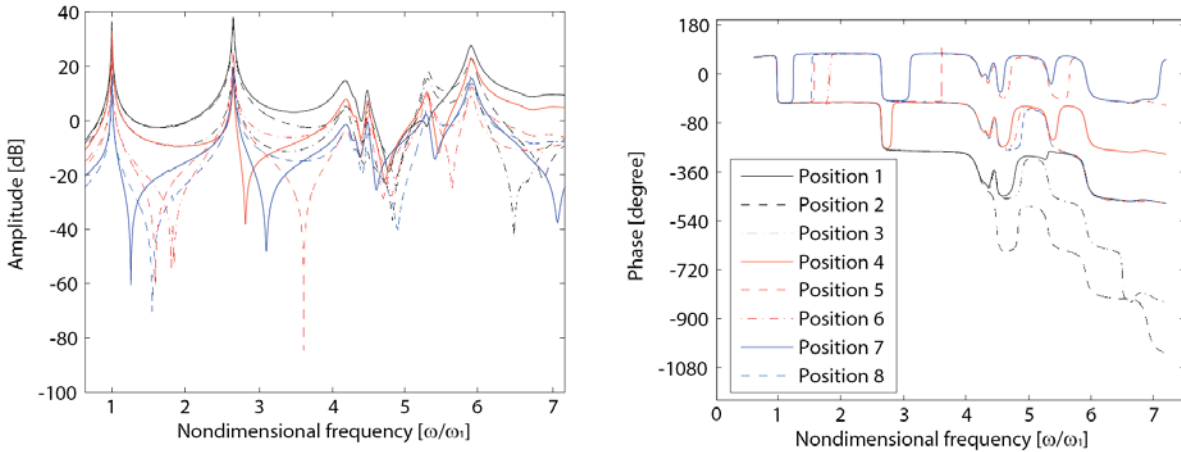 40
20
0
-20
-40
-60
-80
-100
Amplitude [dB]
1 2 3 4 5 6 7
Nondimensional frequency [ω/ω1]
180
0
-80
-360
-540
-720
-900
-1080
Phase [degree]
Position 1
Position 2
Position 3
Position 4
Position 5
Position 6
Position 7
Position 8
0 1 2 3 4 5 6 7
Nondimensional frequency [ω/ω1]